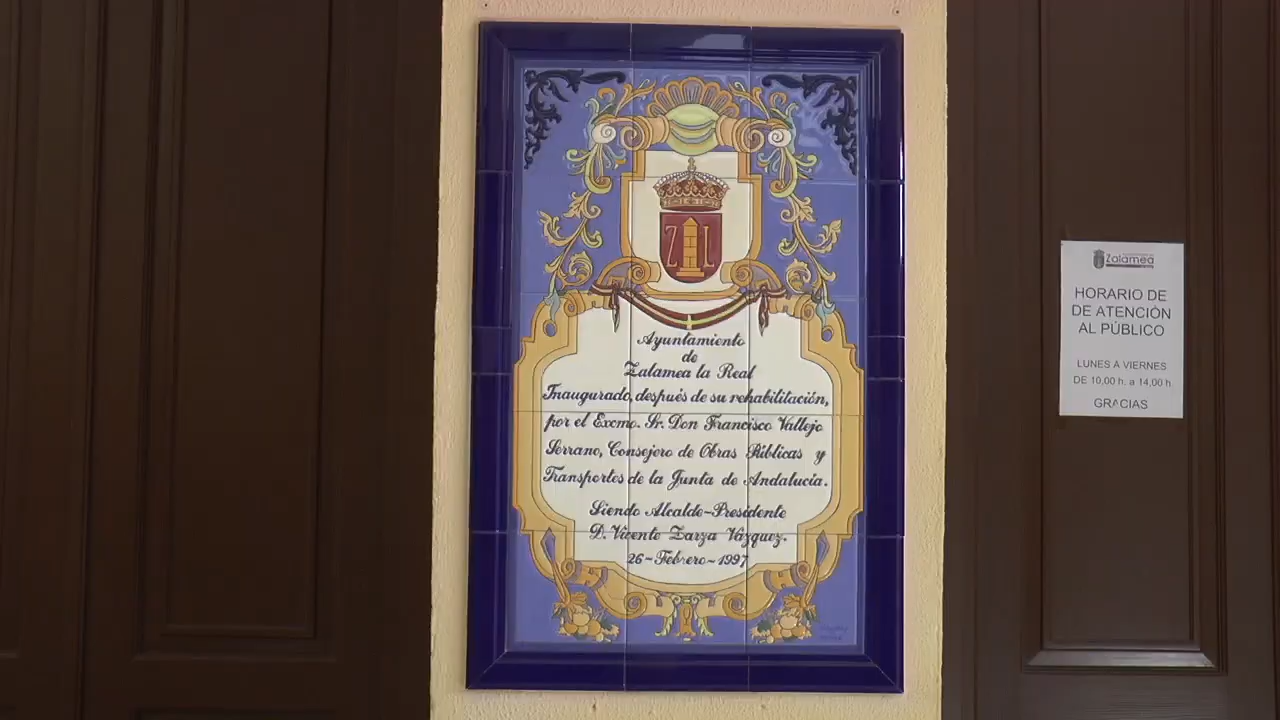 Z L
Ayuntamiento
de
Zalamea la Real
Inaugurado, después de su rehabilitación,
por el Excmo. Sr. Don Francisco Vallejo
Serrano, Consejero de Obras Públicas y
Transportes de la Junta de Andalucía.
Siendo Alcalde-Presidente
D. Vicente Zarza Vázquez.
26-Febrero-1997
Zalamea
HORARIO DE
DE ATENCIÓN
AL PÚBLICO
LUNES A VIERNES
DE 10,00 h. a 14,00 h.
GRACIAS